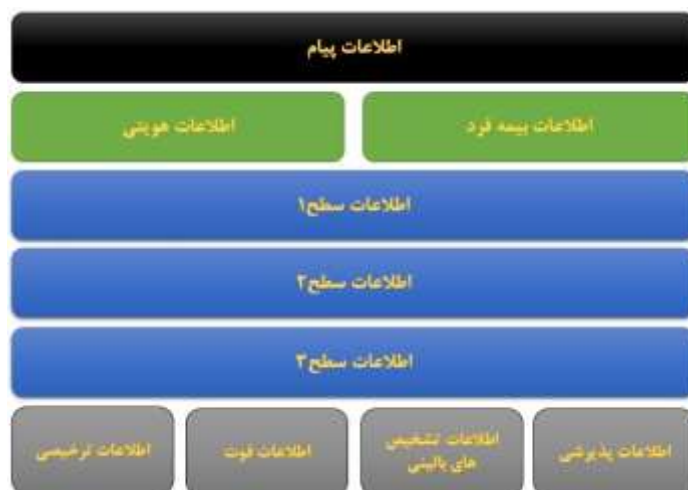 اطلاعات پیام
اطلاعات بیمه فرد
اطلاعات هویتی
اطلاعات سطح۱
اطلاعات سطح۲
اطلاعات سطح۳
اطلاعات پذیرشی
اطلاعات تشخیص
های بالینی
اطلاعات فوت
اطلاعات ترخیصی